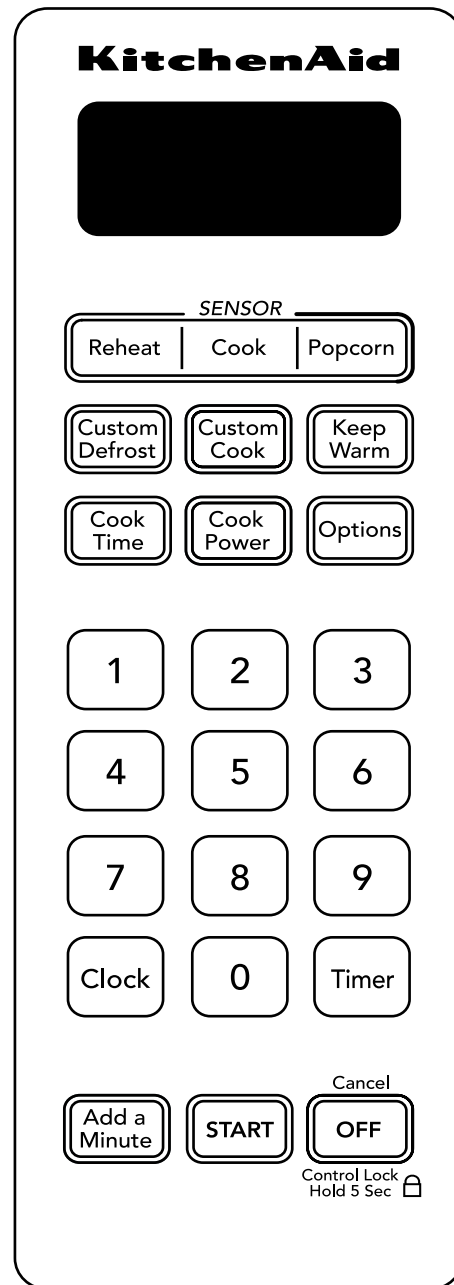 KitchenAid
SENSOR
Reheat Cook Popcorn
Custom Defrost
Custom Cook
Keep Warm
Cook Time
Cook Power
Options
1 2 3
4 5 6
7 8 9
Clock 0 Timer
Cancel
Add a Minute
START
OFF
Control Lock
Hold 5 Sec